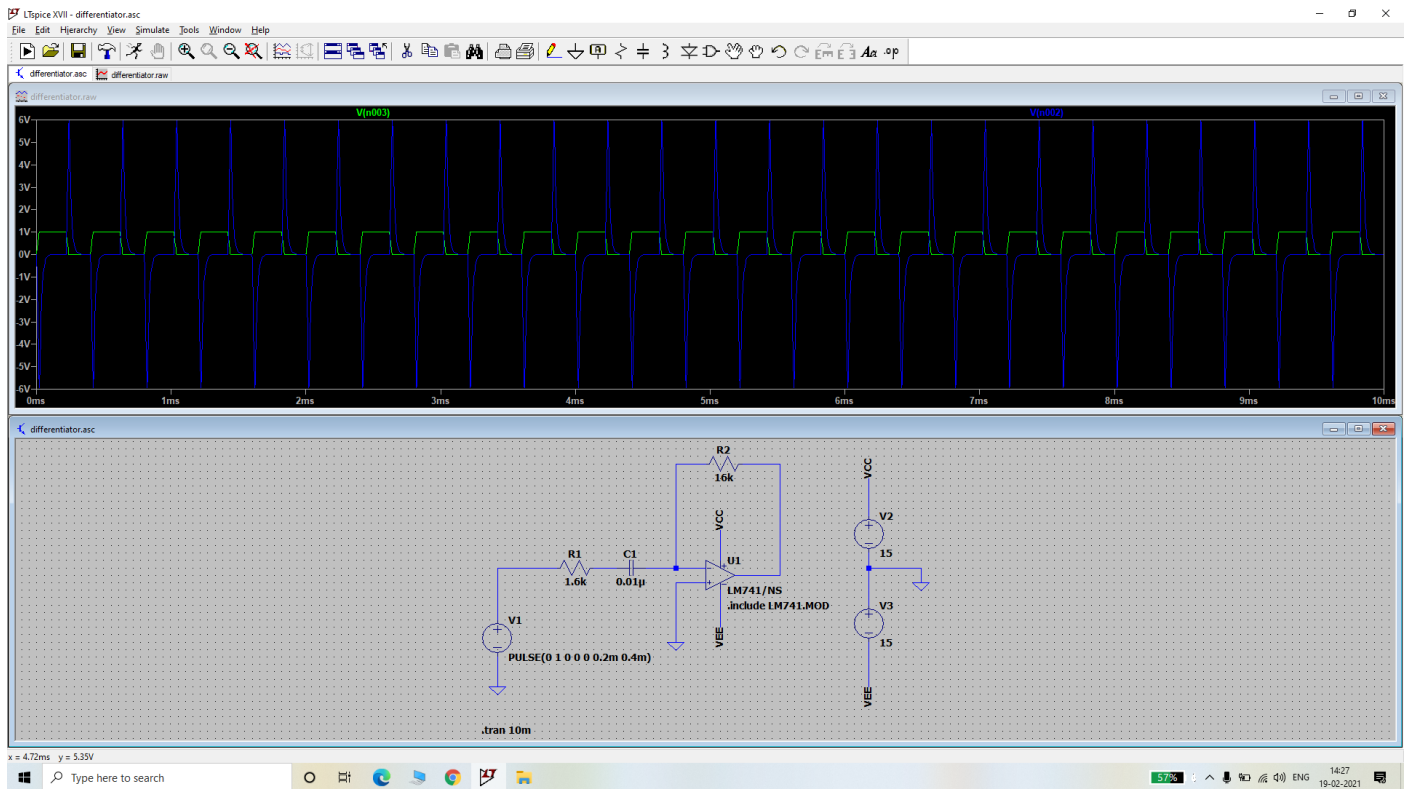 LTspice XVII - differentiator.asc
File Edit Hierarchy View Simulate Tools Window Help
Aa .op
differentiator.asc differentiator.raw
differentiator.raw
V(n003) V(n002)
6V
5V
4V
3V
2V
1V
0V
-1V
-2V
-3V
-4V
-5V
-6V
0ms 1ms 2ms 3ms 4ms 5ms 6ms 7ms 8ms 9ms 10ms
differentiator.asc
R2
16k
VCC
VCC
V2
15
R1
1.6k
C1
0.01µ
U1
LM741/NS
.include LM741.MOD
V3
15
V1
VEE
PULSE(0 1 0 0 0 0.2m 0.4m)
VEE
.tran 10m
x = 4.72ms y = 5.35V
Type here to search
57%
ENG
14:27
19-02-2021